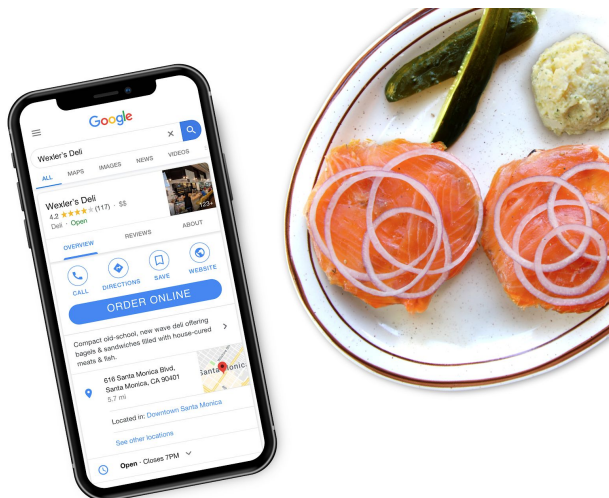 Google
Wexler's Deli
ALL MAPS IMAGES NEWS VIDEOS
Wexler's Deli
4.2 (117) · $$
Deli · Open
123+
OVERVIEW REVIEWS ABOUT
CALL DIRECTIONS SAVE WEBSITE
ORDER ONLINE
Compact old-school, new wave deli offering
bagels & sandwiches filled with house-cured
meats & fish.
616 Santa Monica Blvd,
Santa Monica, CA 90401
5.7 mi
Santa Monic
Located in: Downtown Santa Monica
See other locations
Open - Closes 7PM